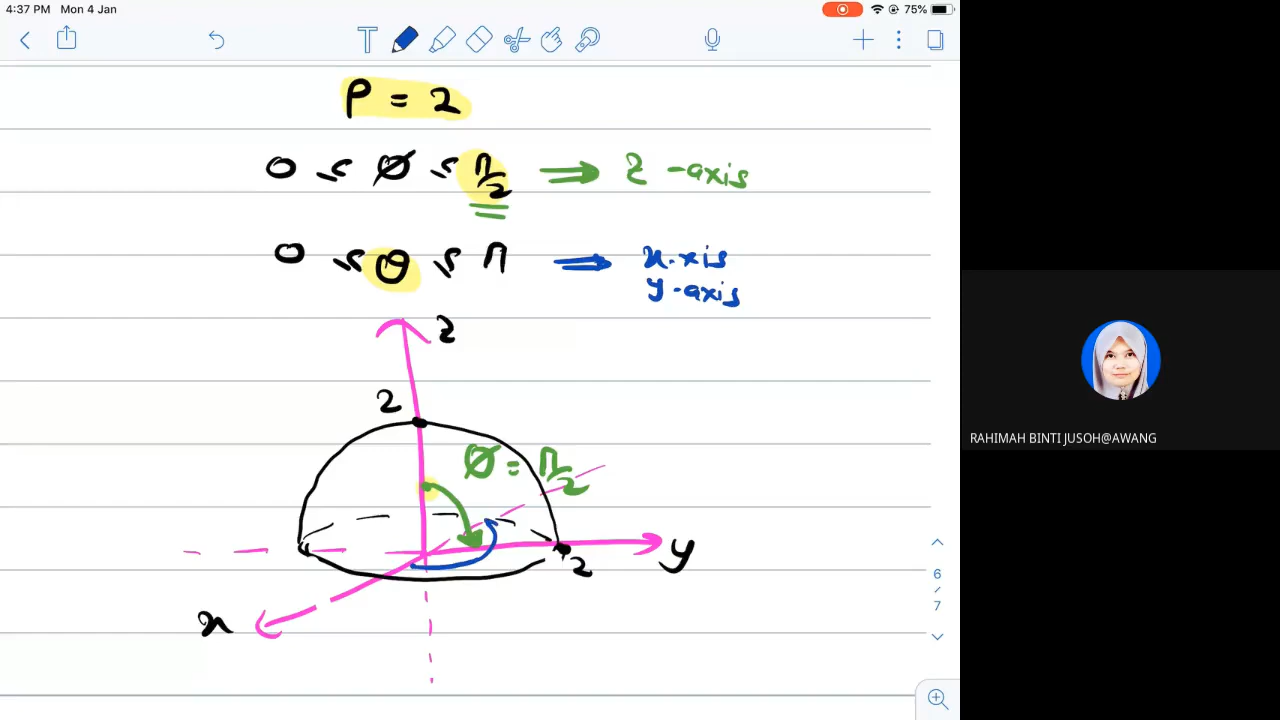 4:37 PM Mon 4 Jan
75%
ρ = 2
0 ≤ ϕ ≤ π/2 ⇒ z-axis
0 ≤ θ ≤ π ⇒ x-xis
y-axis
z
2
ϕ = π/2
2
y
x
6
/
7
RAHIMAH BINTI JUSOH@AWANG